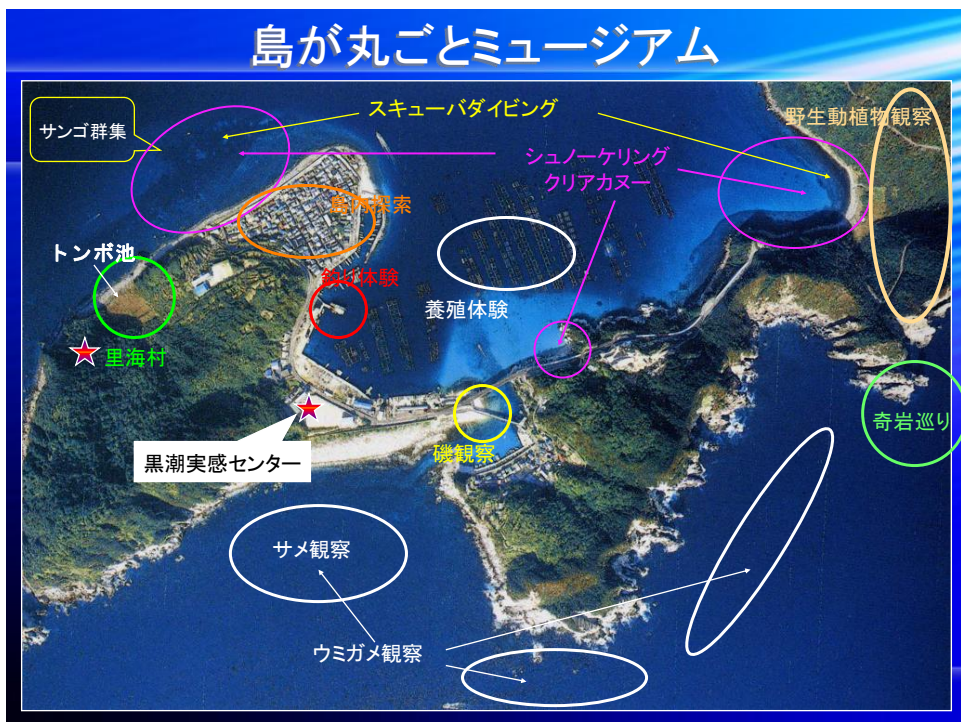 島が丸ごとミュージアム
スキューバダイビング
野生動植物観察
サンゴ群集
シュノーケリング
クリアカヌー
トンボ池
釣り体験
養殖体験
里海村
奇岩巡り
磯観察
黒潮実感センター
サメ観察
ウミガメ観察